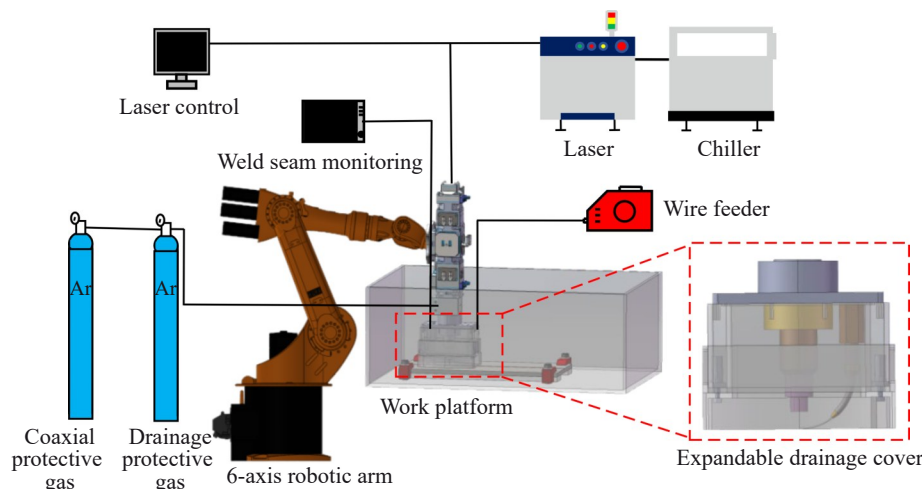 Laser control
Weld seam monitoring
Laser
Chiller
Wire feeder
Ar
Ar
Work platform
Coaxial
protective
gas
Drainage
protective
gas
6-axis robotic arm
Expandable drainage cover